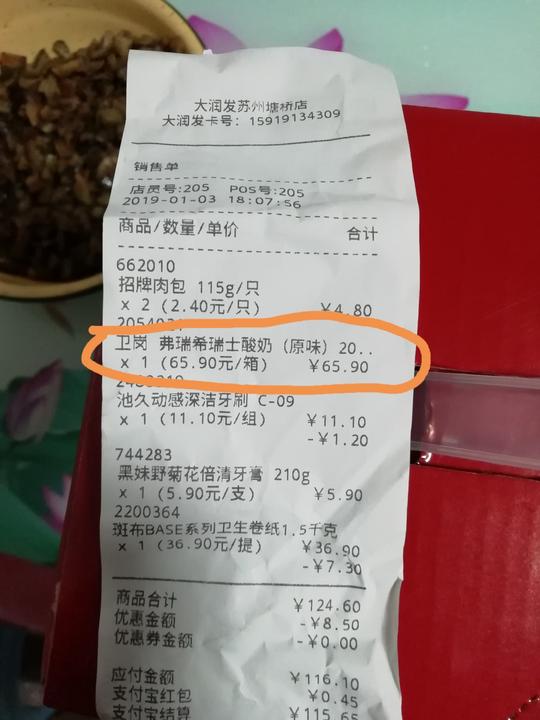 大润发苏州塘桥店
大润发卡号：15919134309
销售单
店员号:205 POS号:205
2019-01-03 18:07:56
商品/数量/单价 合计
662010
招牌肉包 115g/只
x 2 (2.40元/只) ￥4.80
卫岗 弗瑞希瑞士酸奶（原味）20..
x 1 (65.90元/箱) ￥65.90
池久动感深洁牙刷 C-09
x 1 (11.10元/组) ￥11.10
-￥1.20
744283
黑妹野菊花倍清牙膏 210g
x 1 (5.90元/支) ￥5.90
2200364
斑布BASE系列卫生卷纸1.5千克
x 1 (36.90元/提) ￥36.90
-￥7.30
商品合计 ￥124.60
优惠金额 -￥8.50
优惠券金额 -￥0.00
应付金额 ￥116.10
支付宝红包 ￥0.45
支付宝结算 ￥115.65